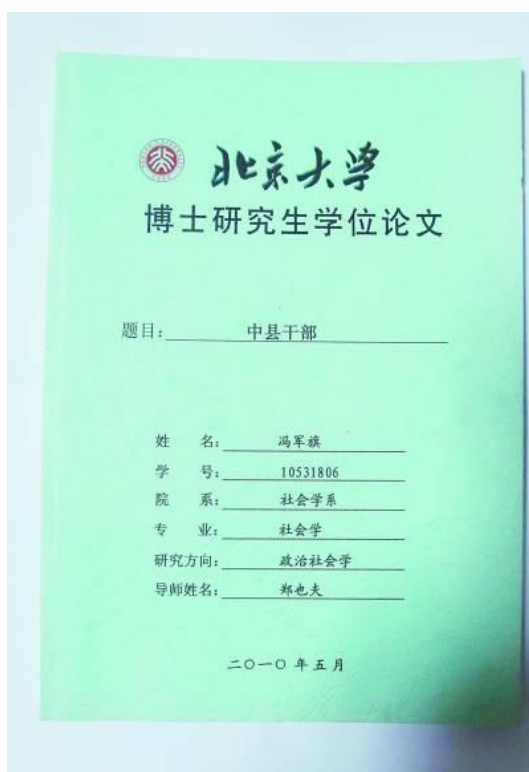 北京大学
博士研究生学位论文
题目：中县干部
姓 名：冯军旗
学 号：10531806
院 系：社会学系
专 业：社会学
研究方向：政治社会学
导师姓名：郑也夫
二〇一〇年五月